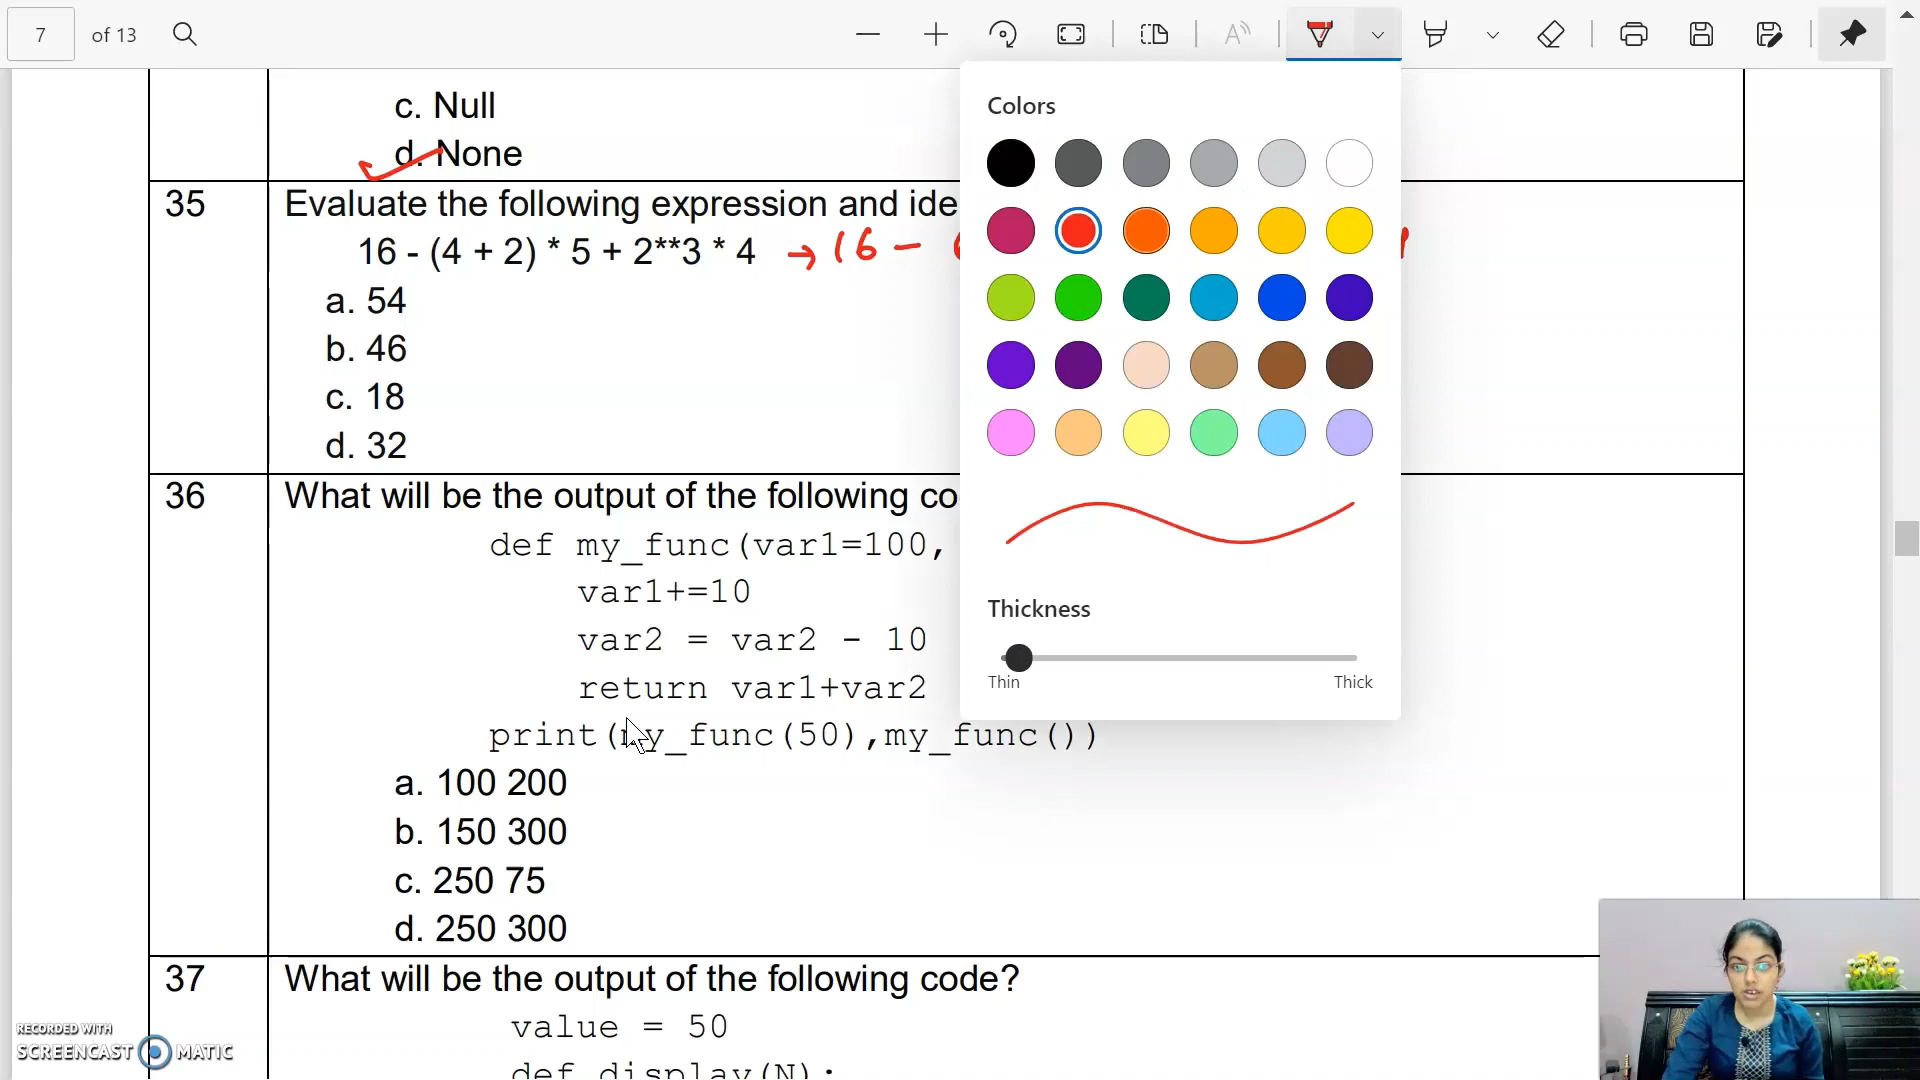 7 of 13
c. Null
d. None
35 Evaluate the following expression and ide
16 - (4 + 2) * 5 + 2**3 * 4 → 16 -
a. 54
b. 46
c. 18
d. 32
36 What will be the output of the following co
def my_func(var1=100,
var1+=10
var2 = var2 - 10
return var1+var2
print(my_func(50),my_func())
a. 100 200
b. 150 300
c. 250 75
d. 250 300
37 What will be the output of the following code?
value = 50
def display(N):
Colors
Thickness
Thin Thick
RECORDED WITH
SCREENCAST MATIC